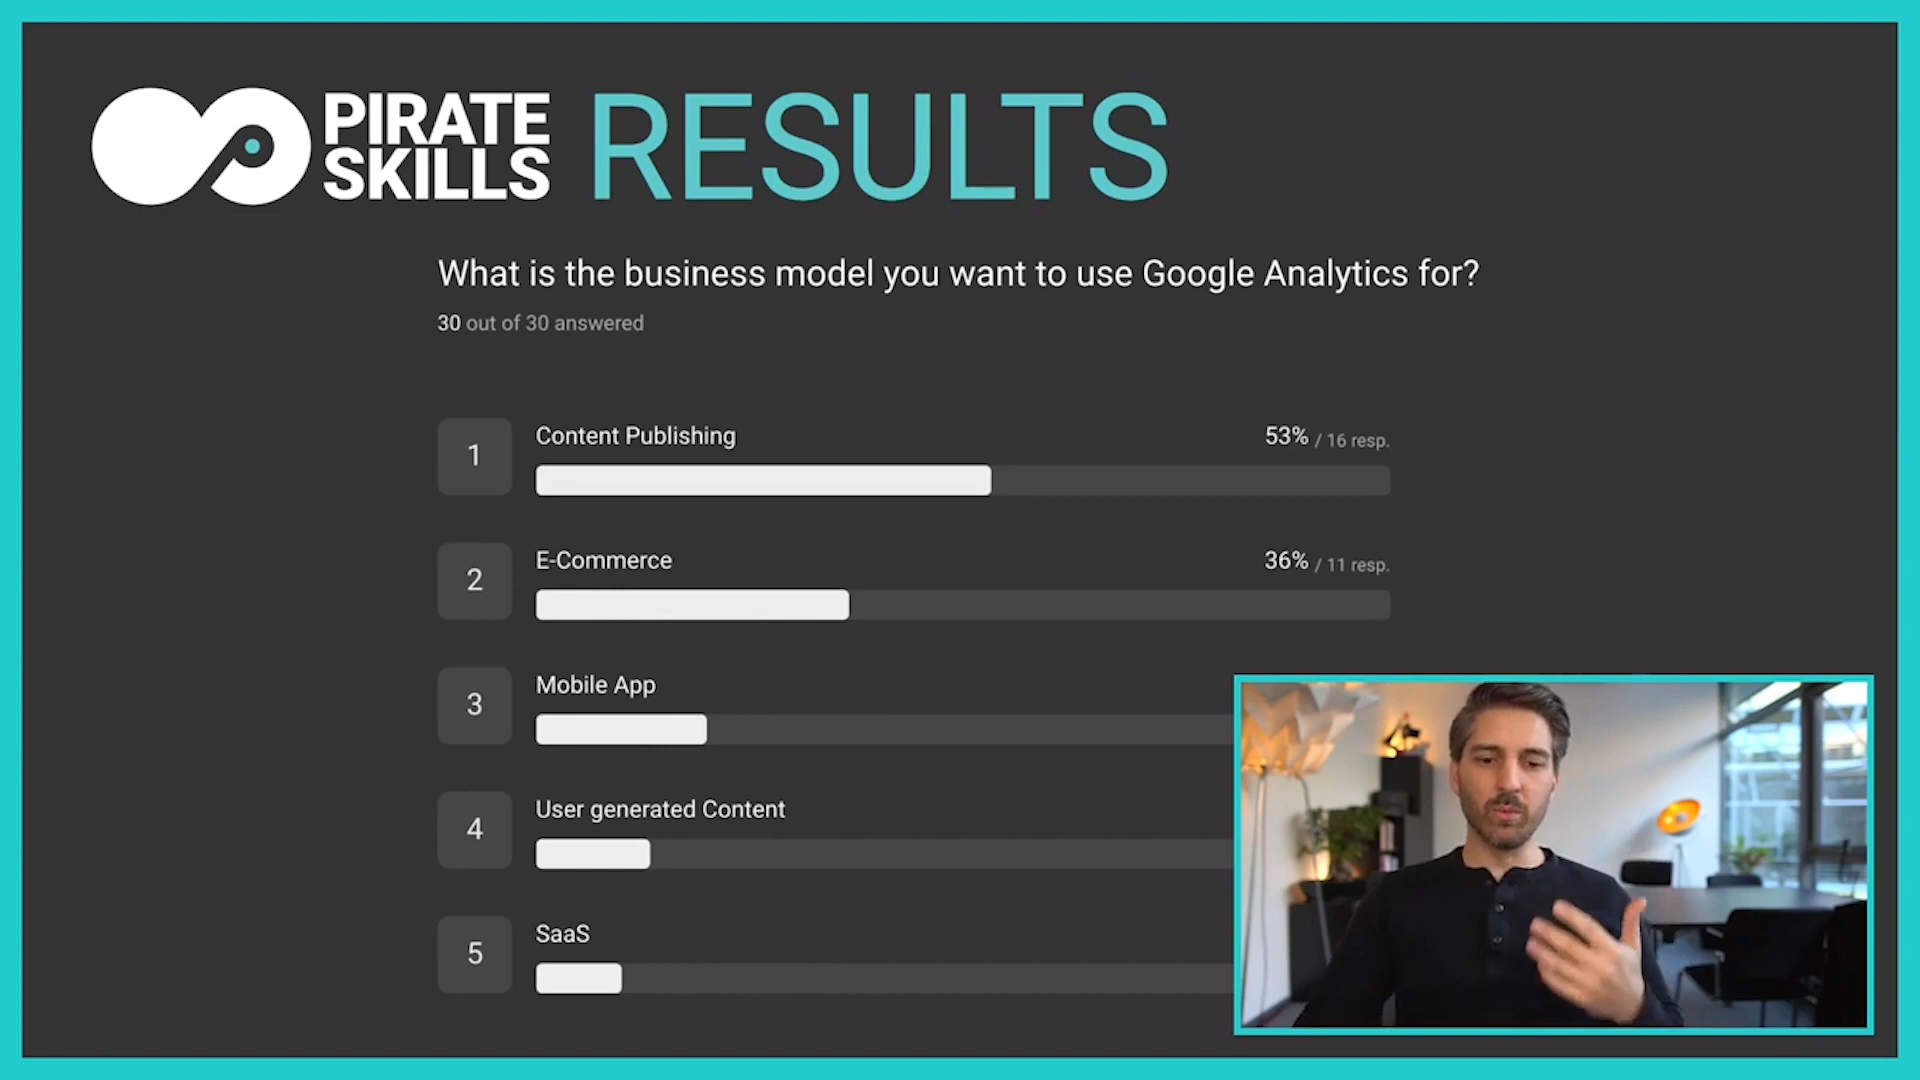 PIRATE
SKILLS
RESULTS
What is the business model you want to use Google Analytics for?
30 out of 30 answered
1
Content Publishing
53% / 16 resp.
2
E-Commerce
36% / 11 resp.
3
Mobile App
4
User generated Content
5
SaaS